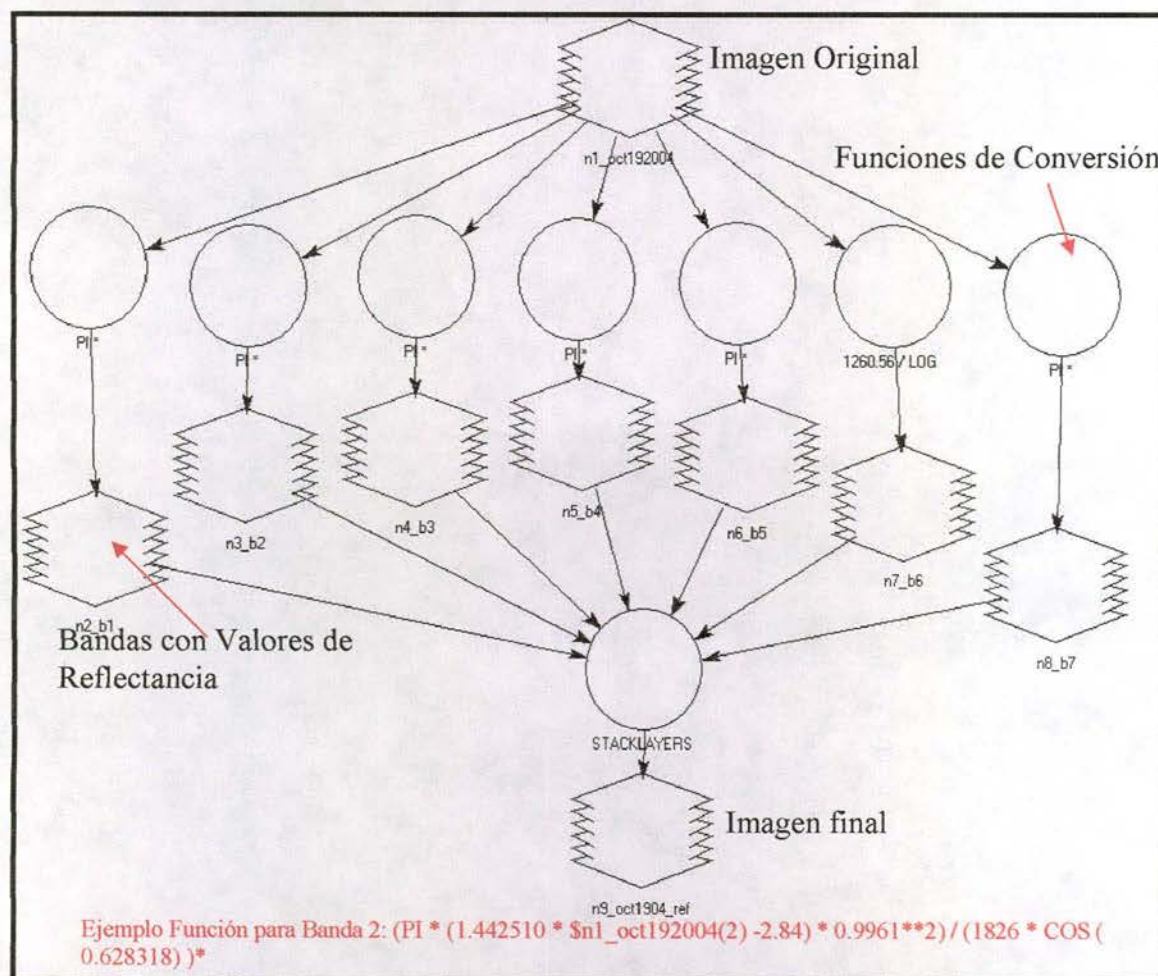 Imagen Original
n1_oct192004
Funciones de Conversión
PI *
PI *
PI *
PI *
PI *
1260.56 / LOG
PI *
n2_b1
n3_b2
n4_b3
n5_b4
n6_b5
n7_b6
n8_b7
Bandas con Valores de
Reflectancia
STACKLAYERS
Imagen final
n9_oct1904_ref
Ejemplo Función para Banda 2: (PI * (1.442510 * $n1_oct192004(2) -2.84) * 0.9961**2) / (1826 * COS (
0.628318) )*